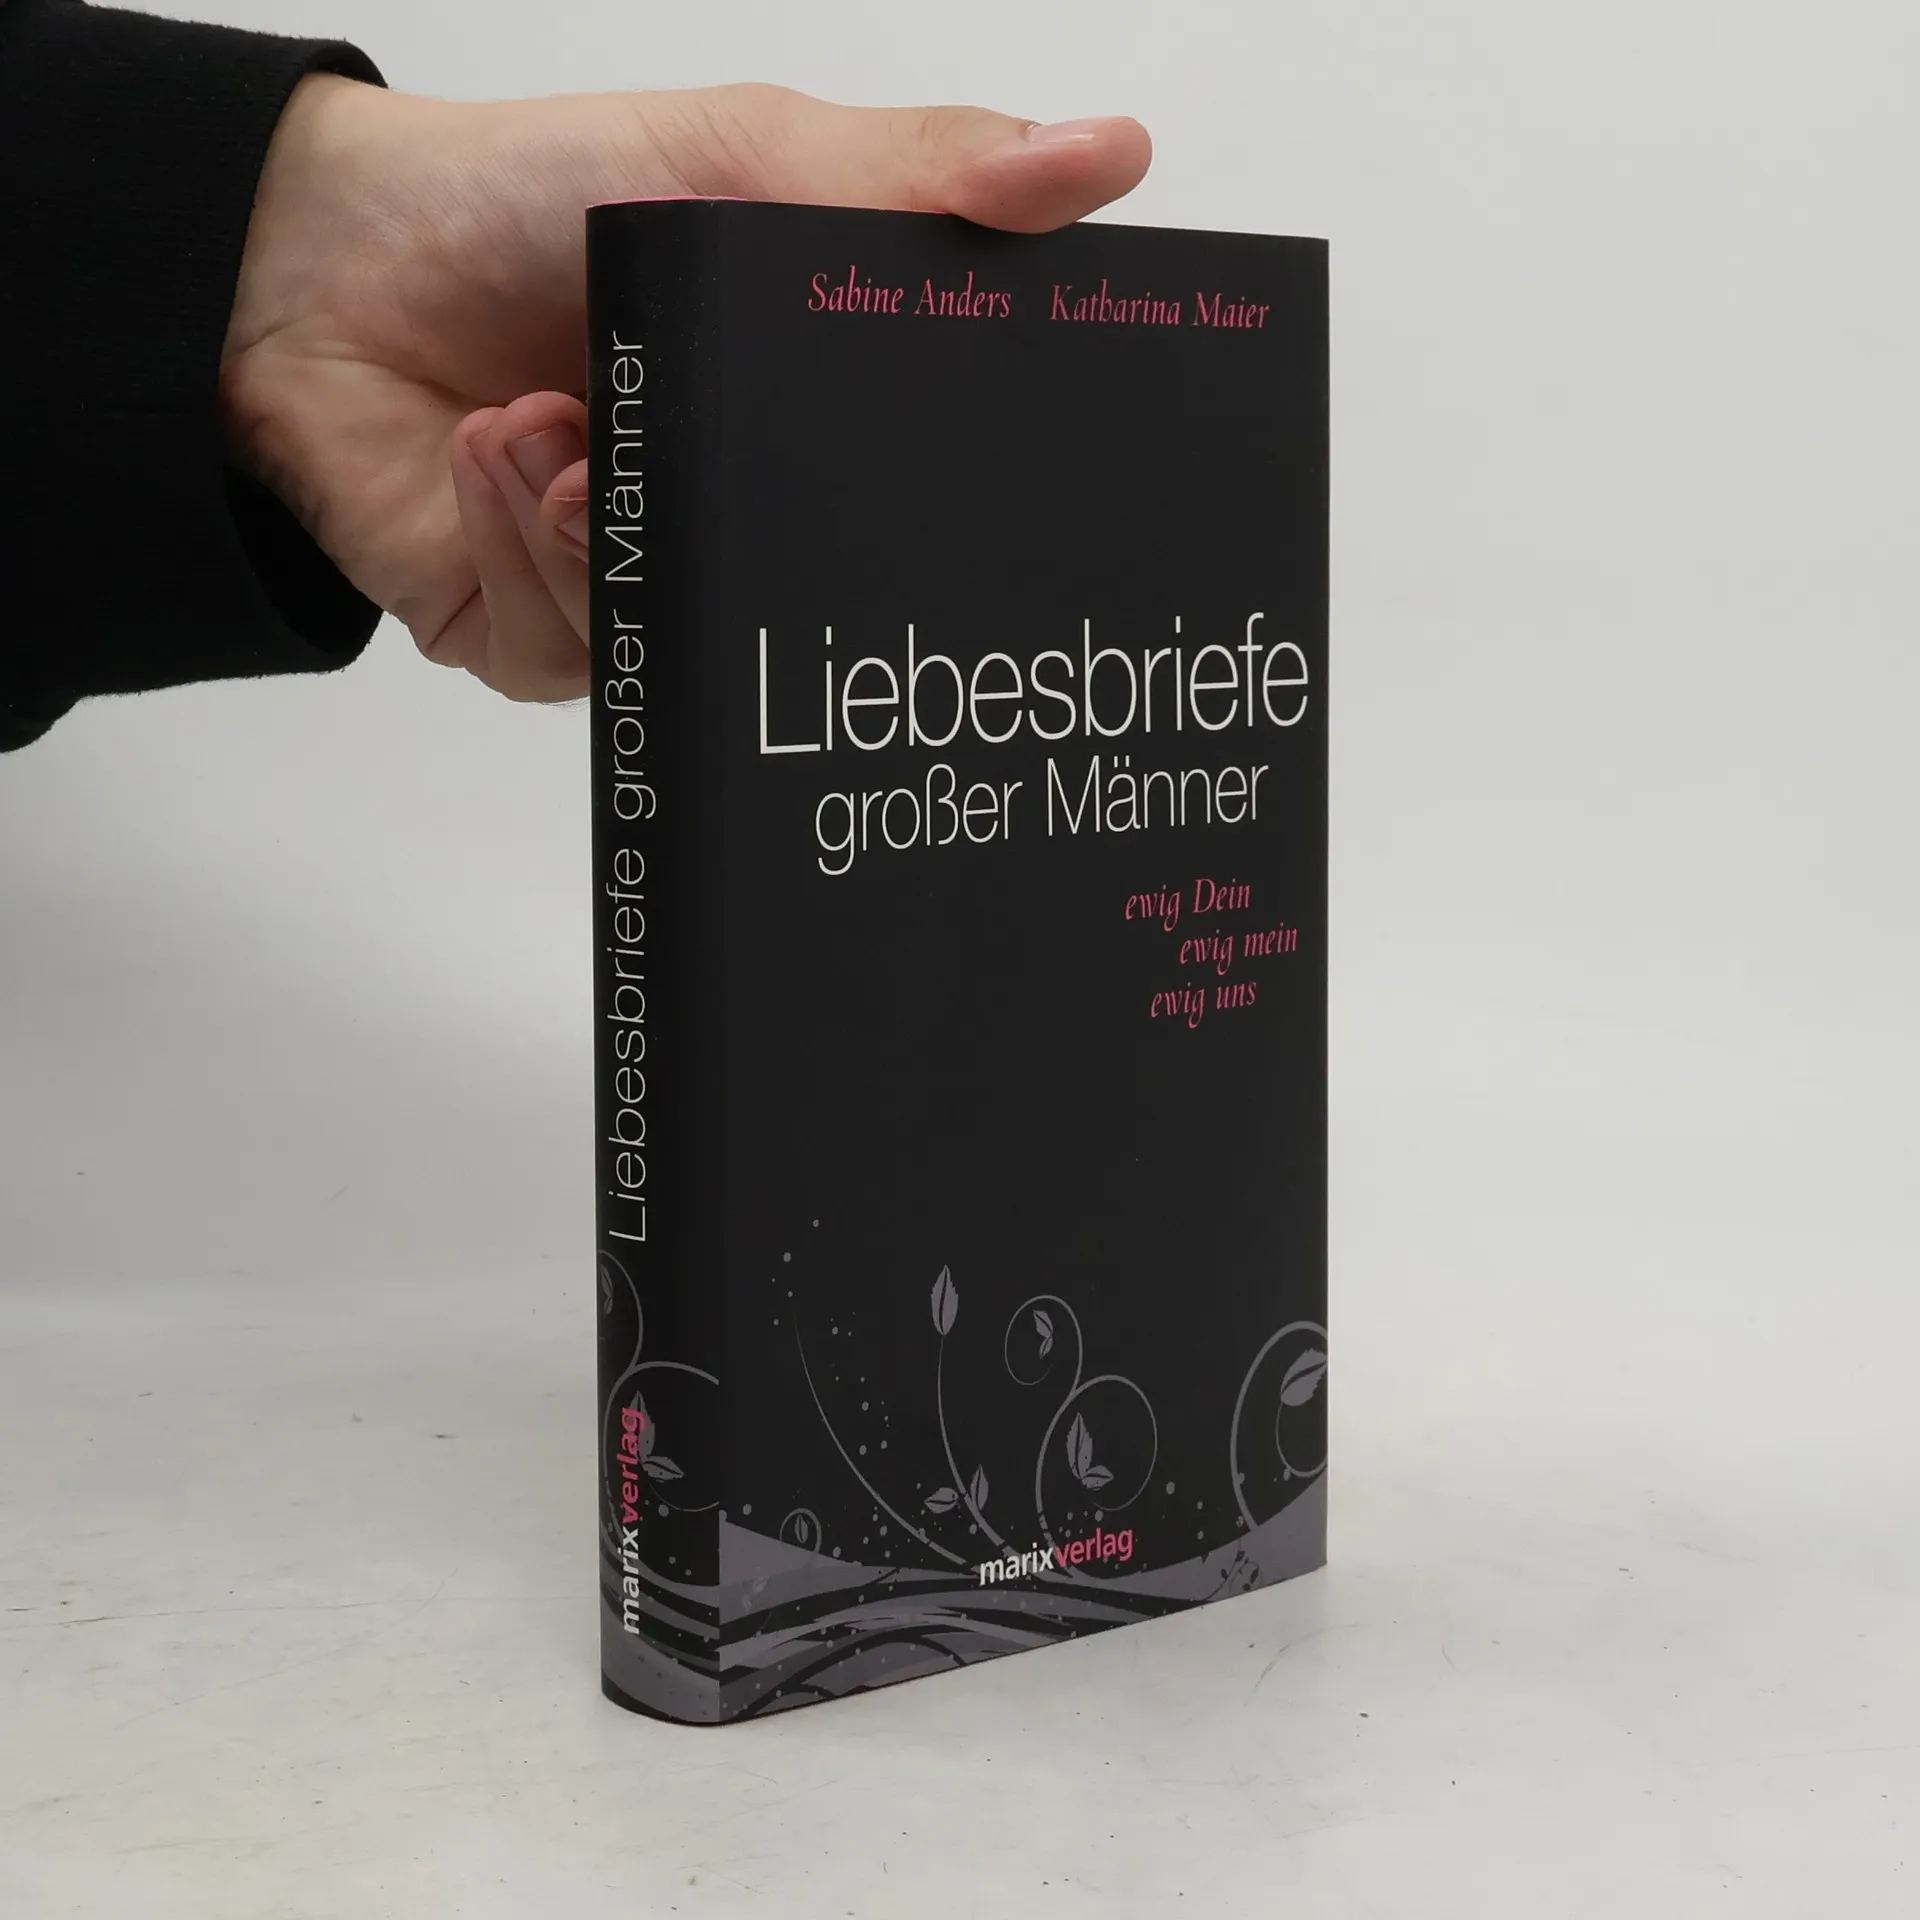 Sabine Anders Katharina Maier
Liebesbriefe
großer Männer
ewig Dein
ewig mein
ewig uns
marixverlag
Liebesbriefe großer Männer
marixverlag